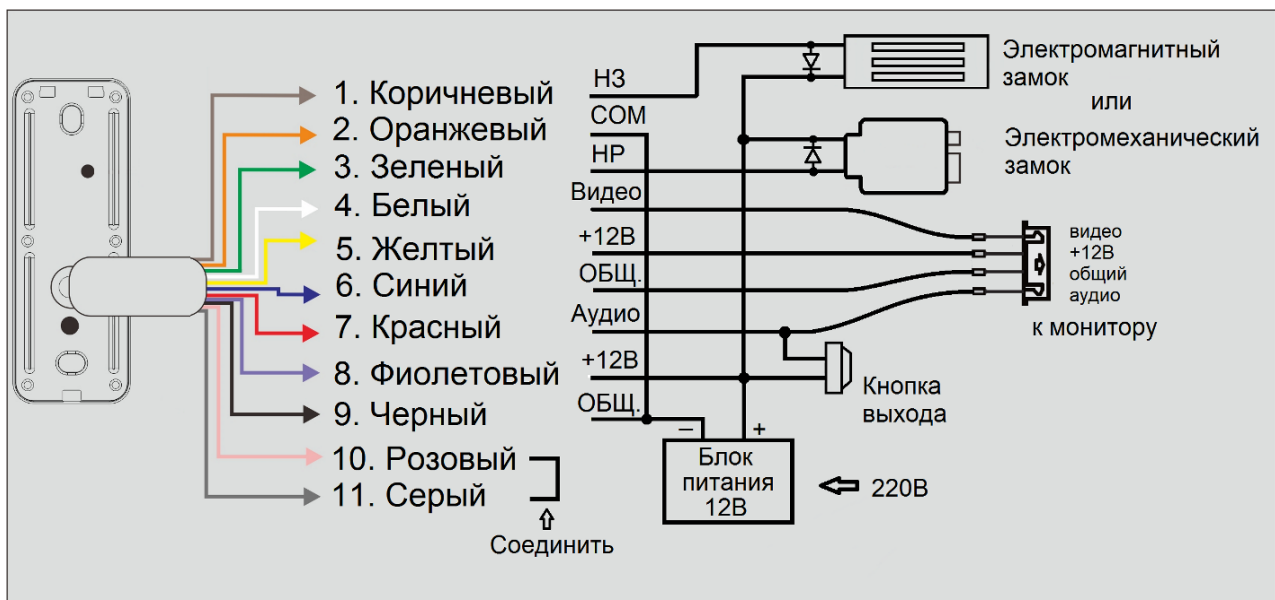 1. Коричневый
2. Оранжевый
3. Зеленый
4. Белый
5. Желтый
6. Синий
7. Красный
8. Фиолетовый
9. Черный
10. Розовый
11. Серый
Соединить
НЗ
COM
НР
Видео
+12В
ОБЩ.
Аудио
+12В
ОБЩ.
– +
Блок
питания
12В
220В
Электромагнитный
замок
или
Электромеханический
замок
видео
+12В
общий
аудио
к монитору
Кнопка
выхода